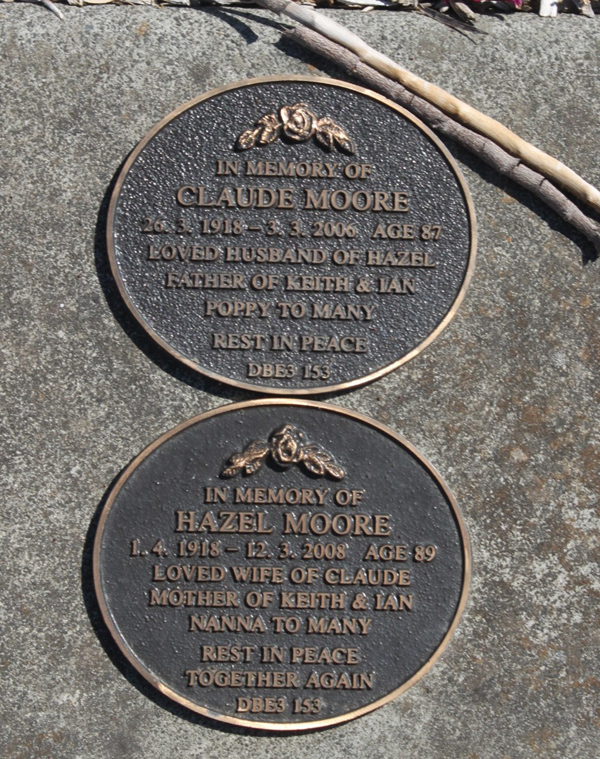 IN MEMORY OF
CLAUDE MOORE
26. 3. 1918 – 3. 3. 2006 AGE 87
LOVED HUSBAND OF HAZEL
FATHER OF KEITH & IAN
POPPY TO MANY
REST IN PEACE
DBE3 153
IN MEMORY OF
HAZEL MOORE
1. 4. 1918 – 12. 3. 2008 AGE 89
LOVED WIFE OF CLAUDE
MOTHER OF KEITH & IAN
NANNA TO MANY
REST IN PEACE
TOGETHER AGAIN
DBE3 153